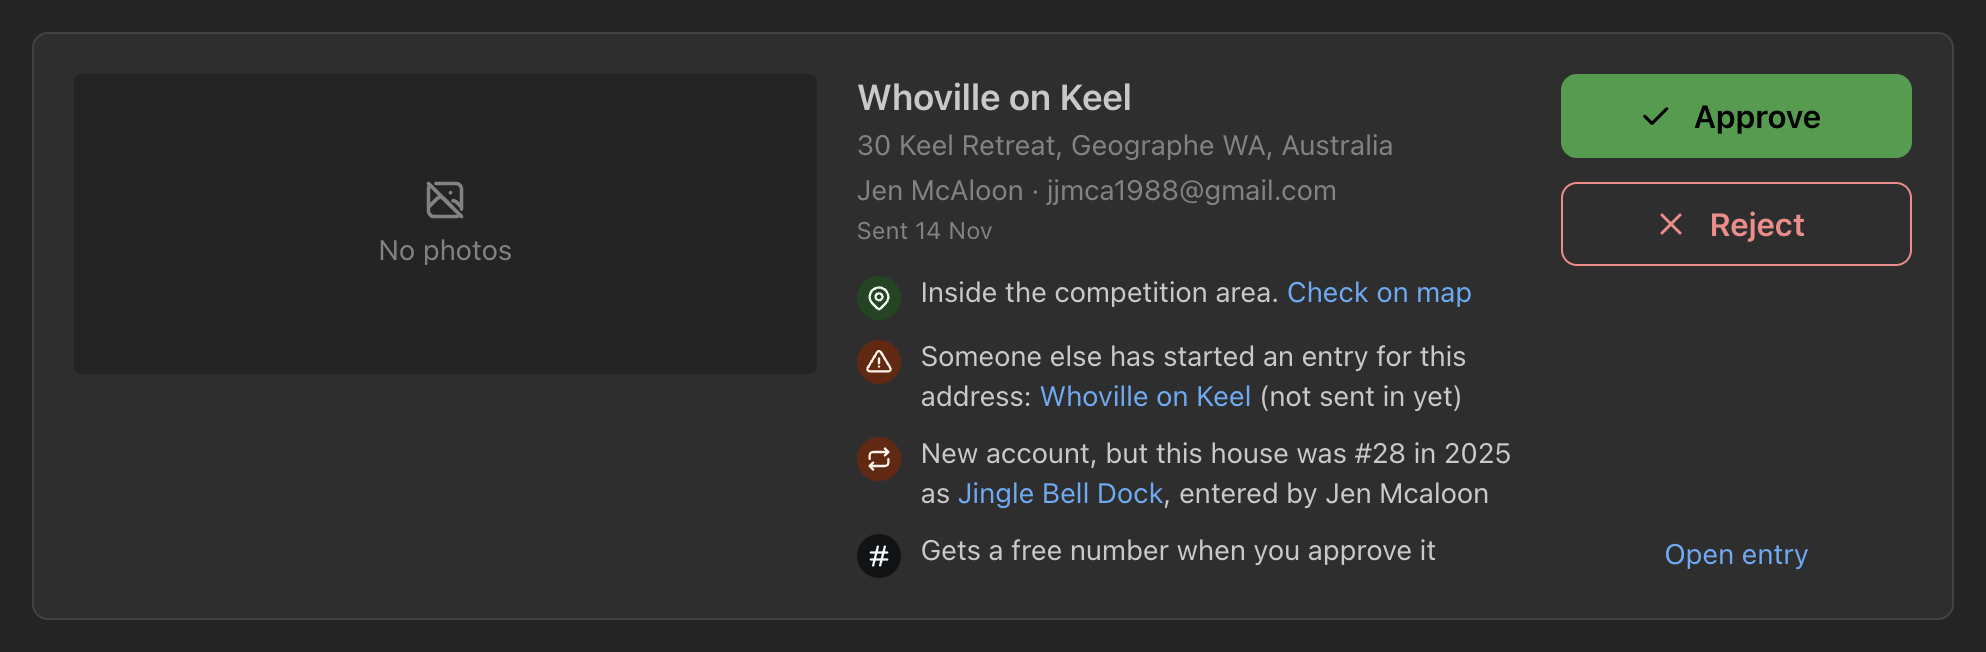 No photos
Whoville on Keel
30 Keel Retreat, Geographe WA, Australia
Jen McAloon · jjmca1988@gmail.com
Sent 14 Nov
Inside the competition area. Check on map
Someone else has started an entry for this
address: Whoville on Keel (not sent in yet)
New account, but this house was #28 in 2025
as Jingle Bell Dock, entered by Jen Mcaloon
# Gets a free number when you approve it
Approve
Reject
Open entry